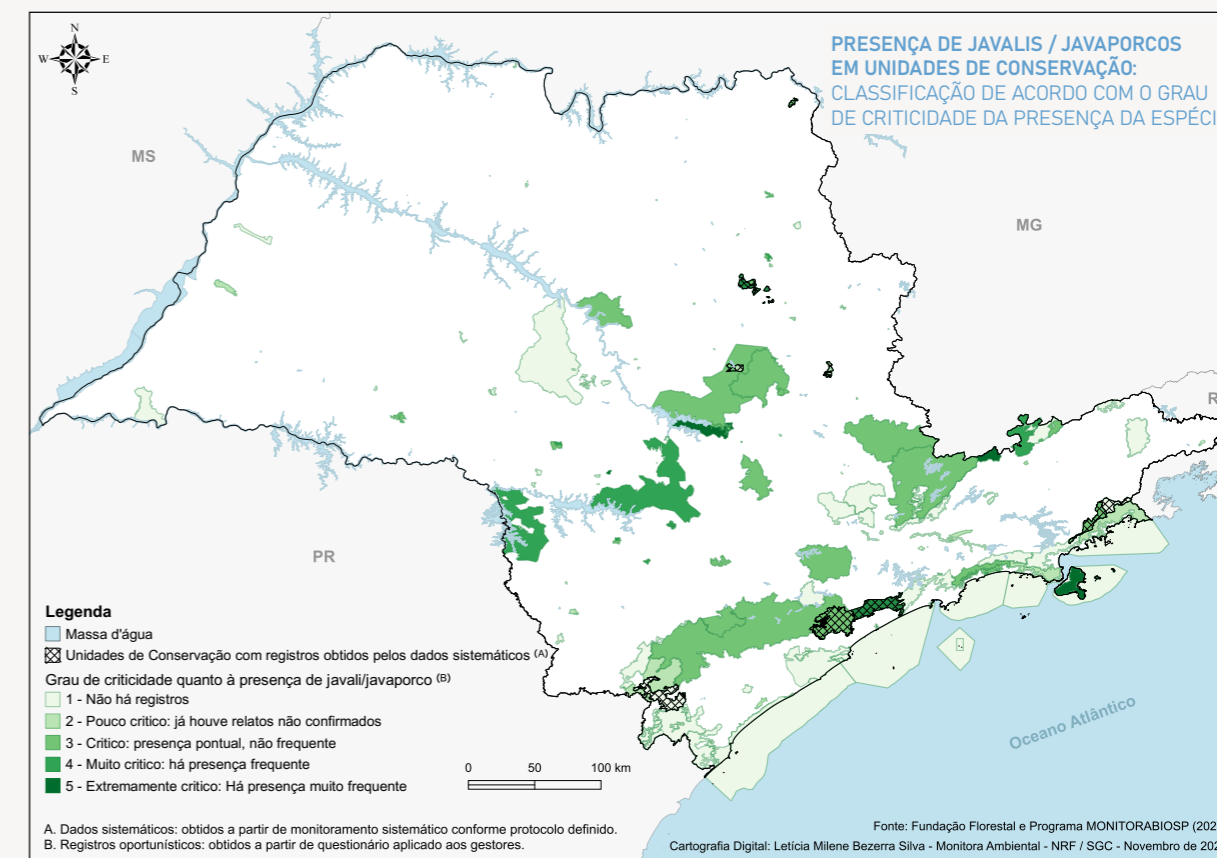 PRESENÇA DE JAVALIS / JAVAPORCOS
EM UNIDADES DE CONSERVAÇÃO:
CLASSIFICAÇÃO DE ACORDO COM O GRAU
DE CRITICIDADE DA PRESENÇA DA ESPÉCI
N
W E
S
MS
MG
R
PR
Oceano Atlântico
Legenda
Massa d'água
Unidades de Conservação com registros obtidos pelos dados sistemáticos (A)
Grau de criticidade quanto à presença de javali/javaporco (B)
1 - Não há registros
2 - Pouco critico: já houve relatos não confirmados
3 - Critico: presença pontual, não frequente
4 - Muito critico: há presença frequente
5 - Extremamente critico: Há presença muito frequente
0 50 100 km
A. Dados sistemáticos: obtidos a partir de monitoramento sistemático conforme protocolo definido.
B. Registros oportunísticos: obtidos a partir de questionário aplicado aos gestores.
Fonte: Fundação Florestal e Programa MONITORABIOSP (202
Cartografia Digital: Letícia Milene Bezerra Silva - Monitora Ambiental - NRF / SGC - Novembro de 202